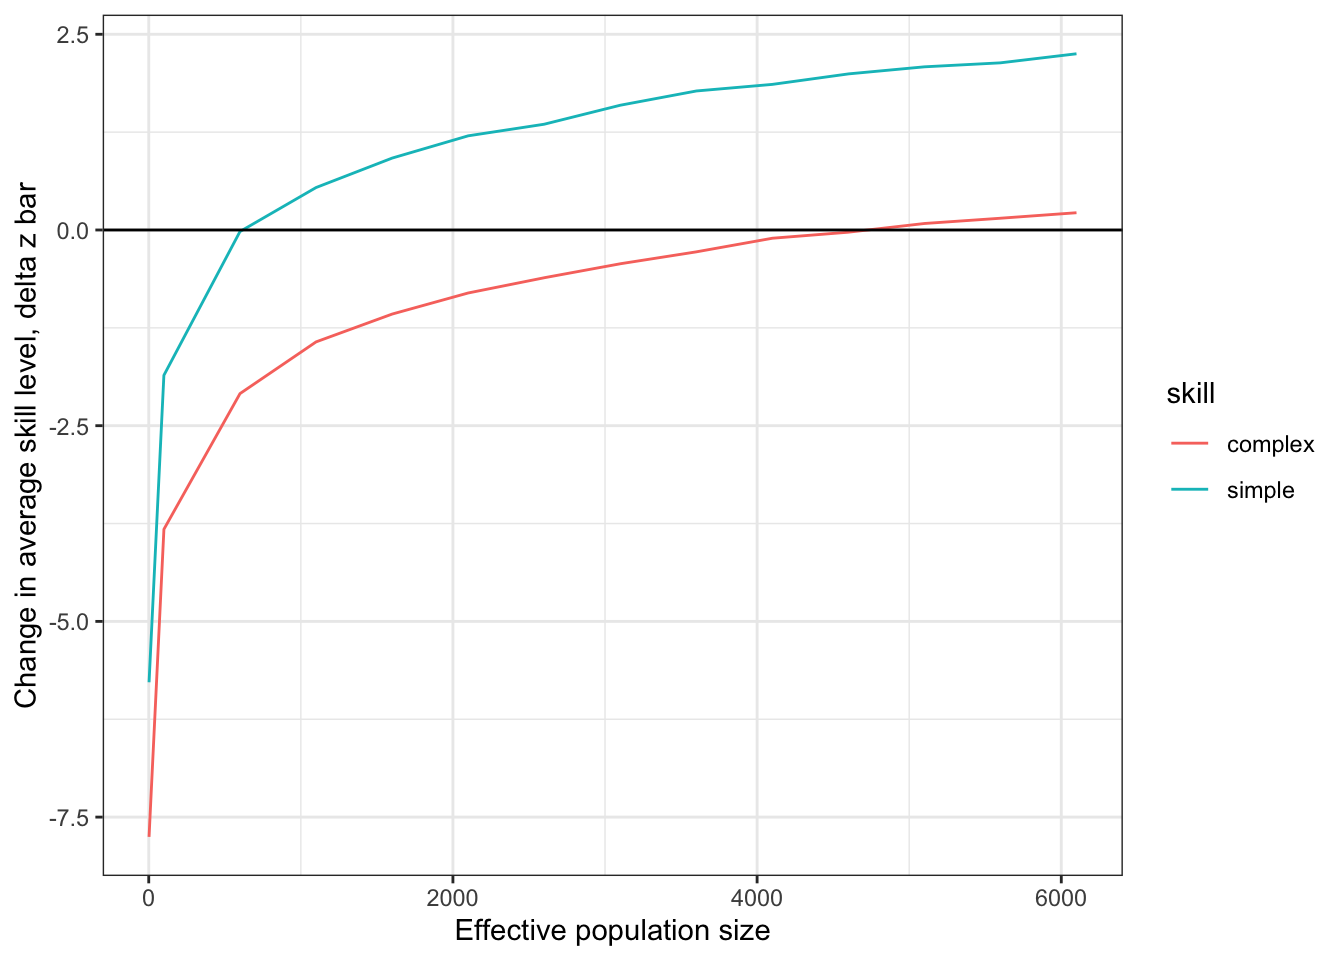 2.5
0.0
-2.5
-5.0
-7.5
Change in average skill level, delta z bar
0
2000
4000
6000
Effective population size
skill
complex
simple